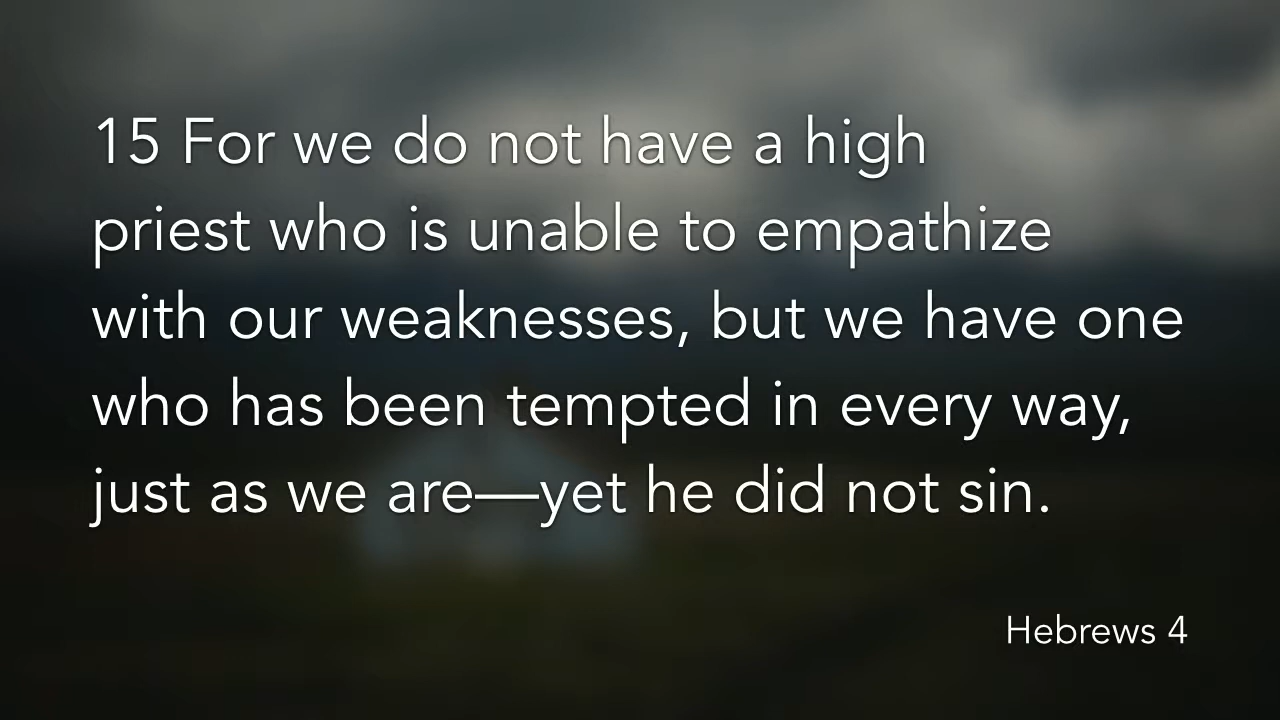 15 For we do not have a high
priest who is unable to empathize
with our weaknesses, but we have one
who has been tempted in every way,
just as we are—yet he did not sin.
Hebrews 4